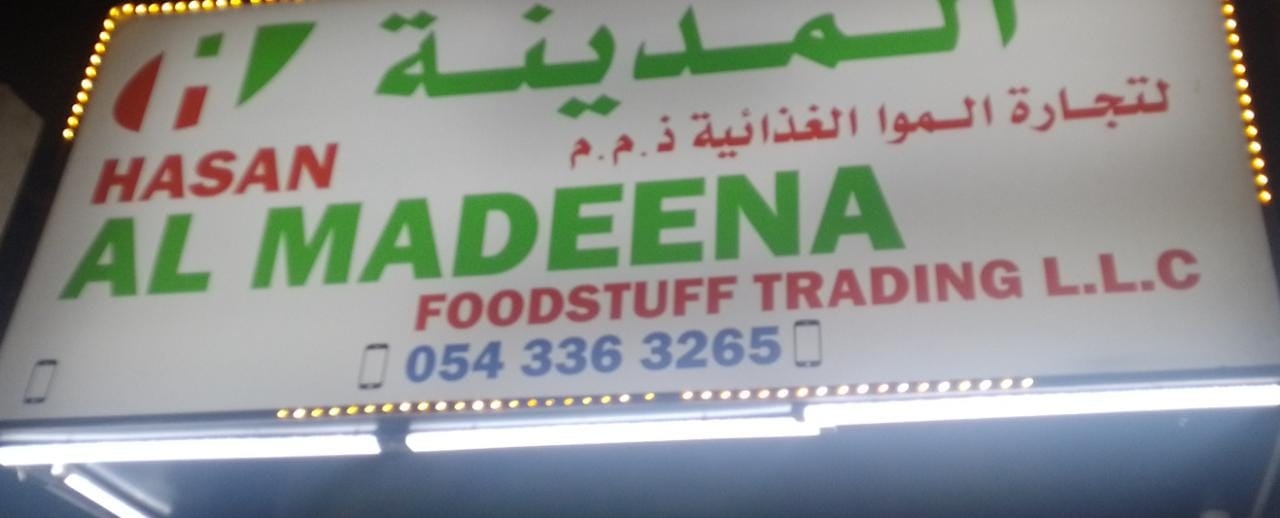 المدينة
لتجارة الموا الغذائية ذ.م.م
HASAN
AL MADEENA
FOODSTUFF TRADING L.L.C
054 336 3265